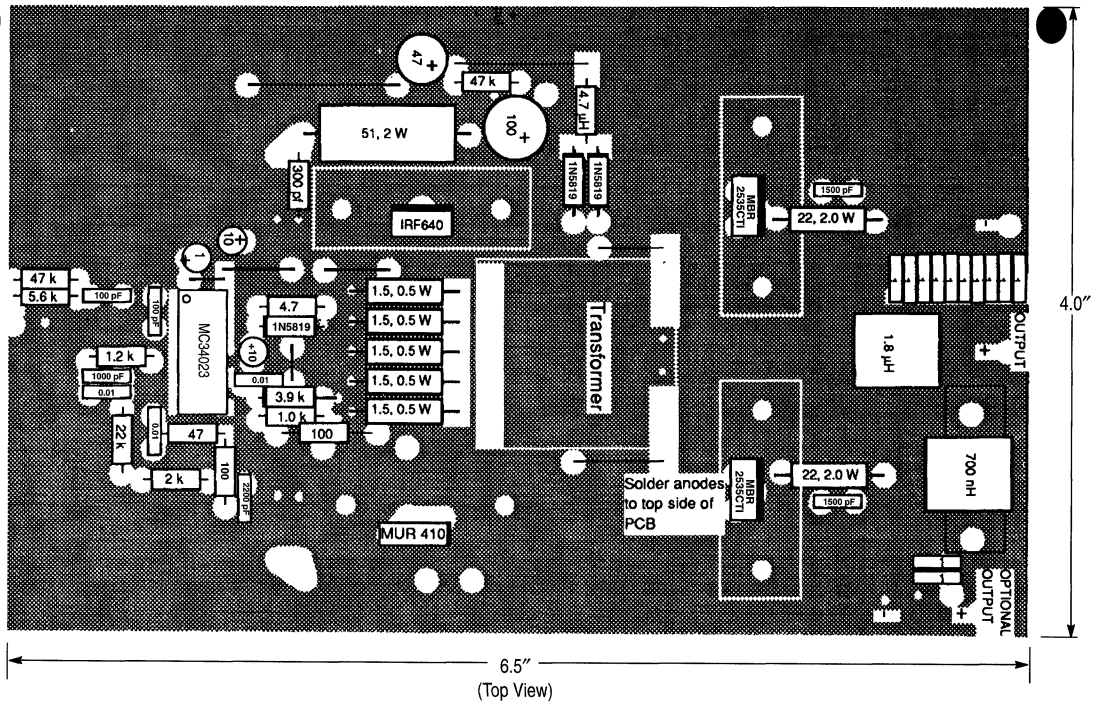 47
+
47 k
4.7 µH
51, 2 W
100
+
1N5819
1N5819
300 pf
IRF640
MBR
2535CTI
1500 pF
22, 2.0 W
-
10
+
1
+
47 k
5.6 k
100 pF
100 pF
MC34023
4.7
1N5819
+10
0.01
3.9 k
1.0 k
100
1.5, 0.5 W
1.5, 0.5 W
1.5, 0.5 W
1.5, 0.5 W
1.5, 0.5 W
Transformer
OUTPUT
+
4.0″
1.8 µH
1.2 k
1000 pF
0.01
22 k
0.01
47
2 k
100
2200 pF
MUR 410
Solder anodes
to top side of
PCB
MBR
2535CTI
22, 2.0 W
1500 pF
700 nH
OPTIONAL
OUTPUT
-
+
6.5″
(Top View)